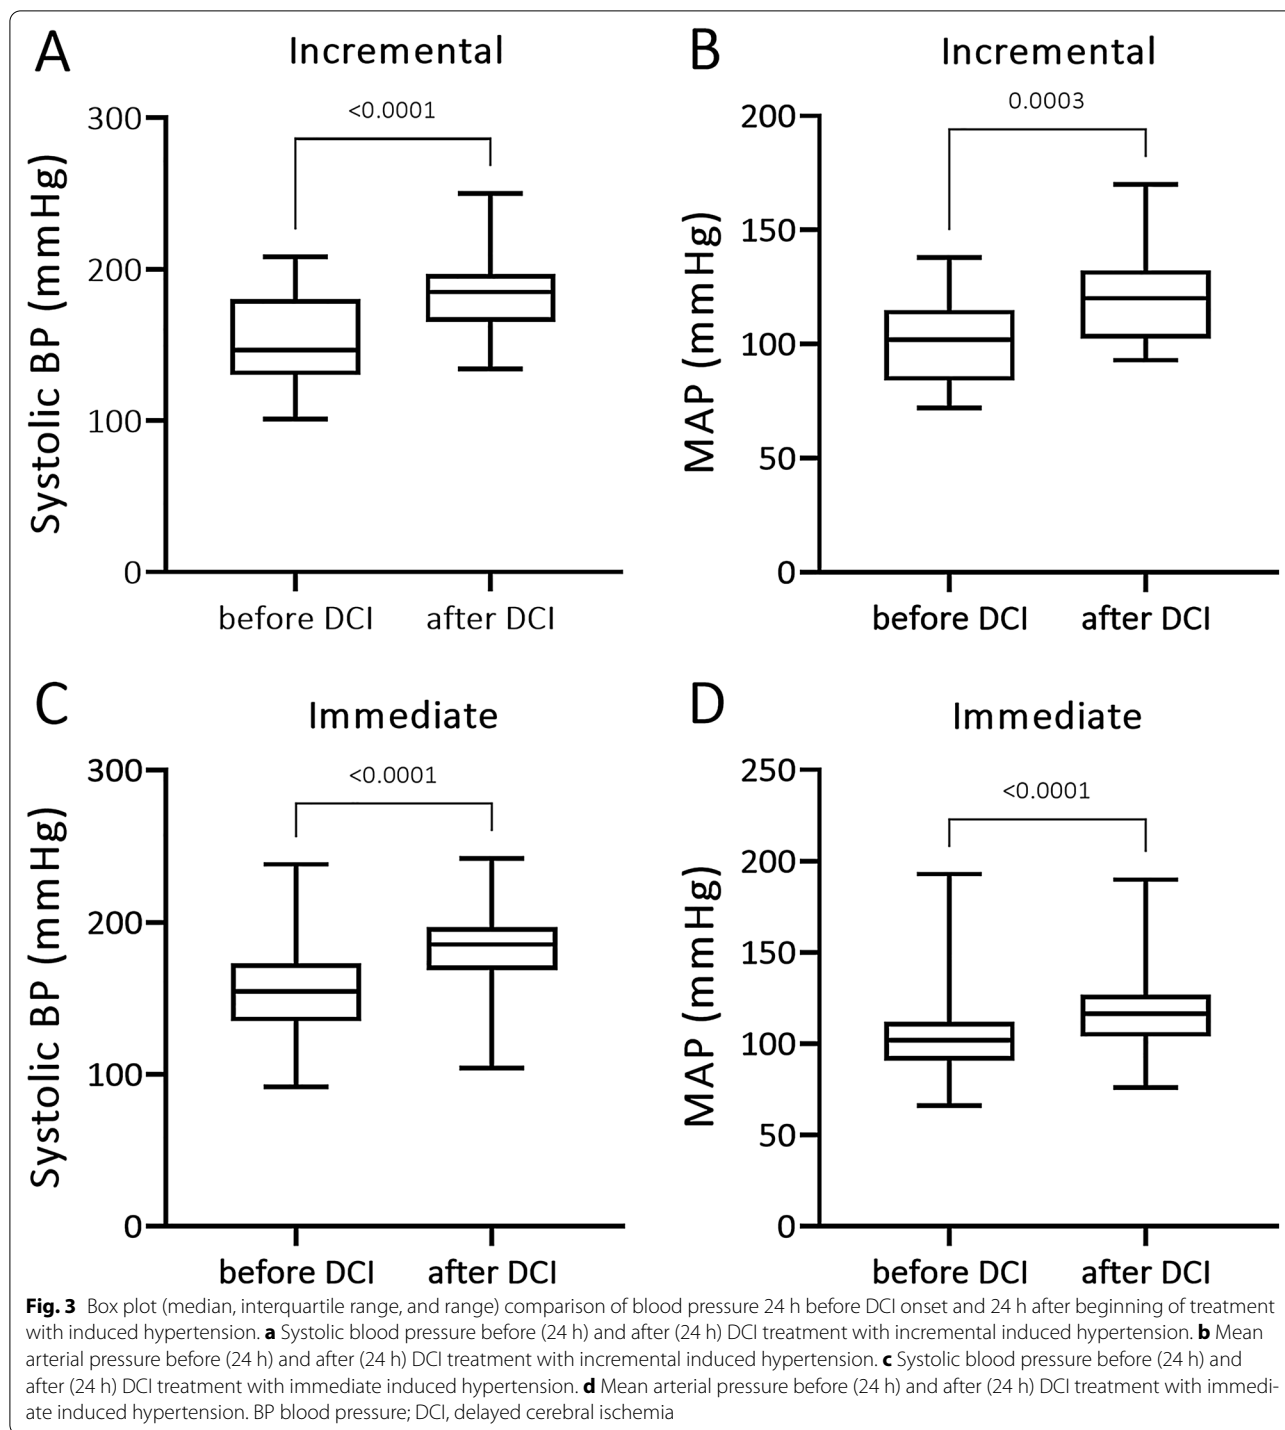 A
Incremental
<0.0001
Systolic BP (mmHg)
300
200
100
0
before DCI after DCI
B
Incremental
0.0003
MAP (mmHg)
200
150
100
50
0
before DCI after DCI
C
Immediate
<0.0001
Systolic BP (mmHg)
300
200
100
0
before DCI after DCI
D
Immediate
<0.0001
MAP (mmHg)
250
200
150
100
50
0
before DCI after DCI
Fig. 3 Box plot (median, interquartile range, and range) comparison of blood pressure 24 h before DCI onset and 24 h after beginning of treatment
with induced hypertension. a Systolic blood pressure before (24 h) and after (24 h) DCI treatment with incremental induced hypertension. b Mean
arterial pressure before (24 h) and after (24 h) DCI treatment with incremental induced hypertension. c Systolic blood pressure before (24 h) and
after (24 h) DCI treatment with immediate induced hypertension. d Mean arterial pressure before (24 h) and after (24 h) DCI treatment with immedi-
ate induced hypertension. BP blood pressure; DCI, delayed cerebral ischemia